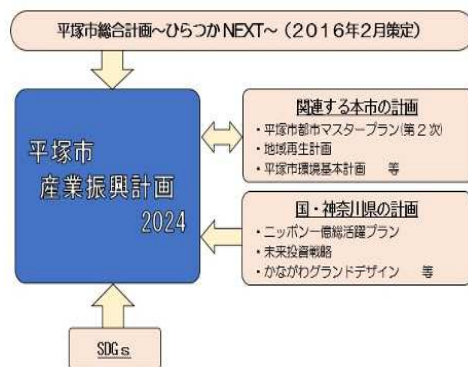 平塚市総合計画～ひらつかNEXT～（２０１６年２月策定）
平塚市
産業振興計画
2024
関連する本市の計画
・平塚市都市マスタープラン(第２次)
・地域再生計画
・平塚市環境基本計画　等
国・神奈川県の計画
・ニッポン一億総活躍プラン
・未来投資戦略
・かながわグランドデザイン　等
SDGs